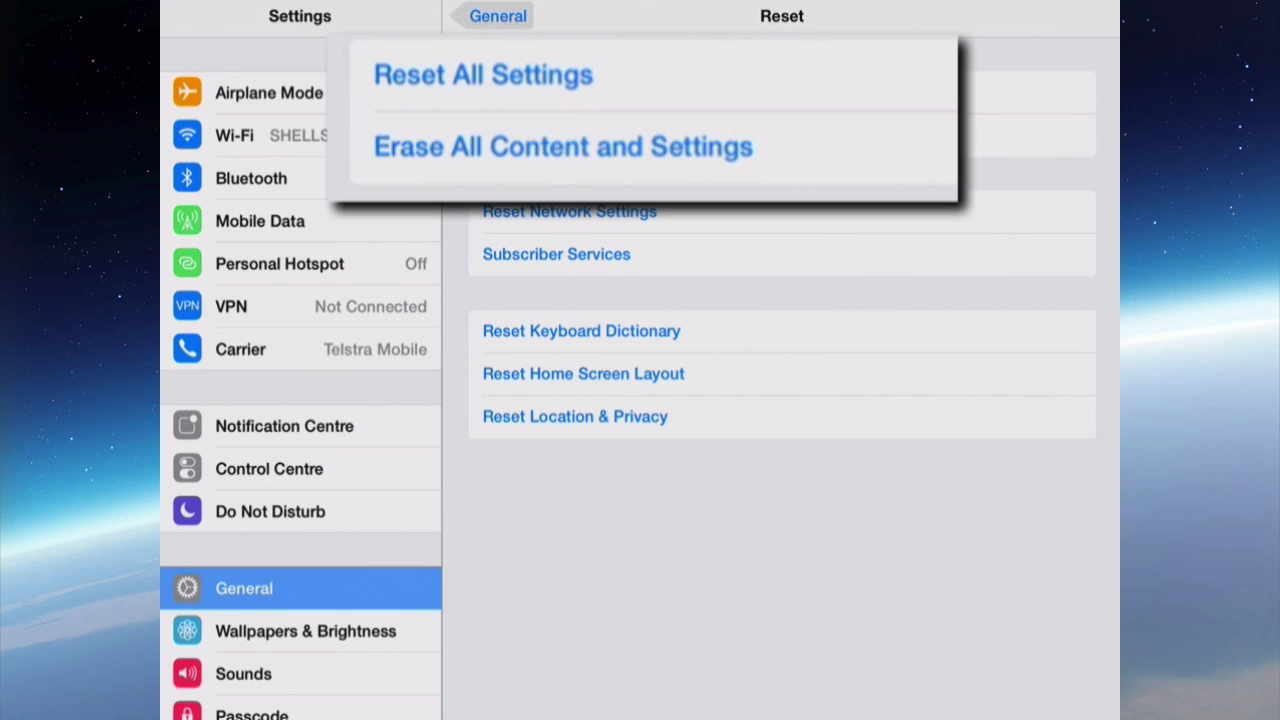 Settings
General
Reset
Airplane Mode
Wi-Fi SHELLS
Bluetooth
Mobile Data
Personal Hotspot Off
VPN VPN Not Connected
Carrier Telstra Mobile
Notification Centre
Control Centre
Do Not Disturb
General
Wallpapers & Brightness
Sounds
Passcode
Reset All Settings
Erase All Content and Settings
Reset Network Settings
Subscriber Services
Reset Keyboard Dictionary
Reset Home Screen Layout
Reset Location & Privacy